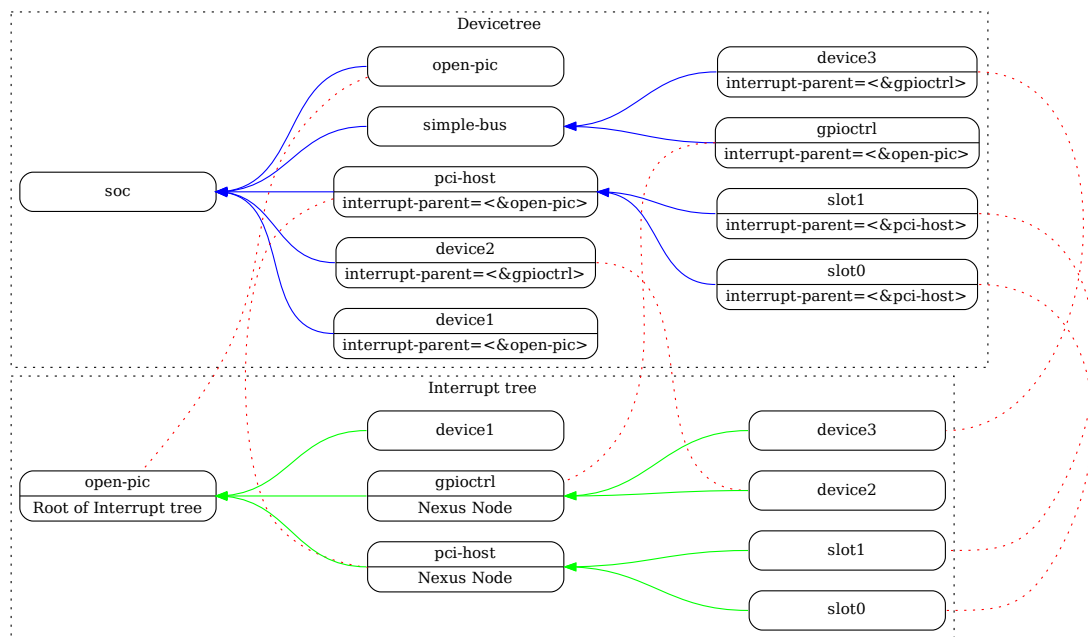 Devicetree
open-pic
simple-bus
soc
pci-host
interrupt-parent=<&open-pic>
device2
interrupt-parent=<&gpioctrl>
device1
interrupt-parent=<&open-pic>
device3
interrupt-parent=<&gpioctrl>
gpioctrl
interrupt-parent=<&open-pic>
slot1
interrupt-parent=<&pci-host>
slot0
interrupt-parent=<&pci-host>
Interrupt tree
open-pic
Root of Interrupt tree
device1
gpioctrl
Nexus Node
pci-host
Nexus Node
device3
device2
slot1
slot0